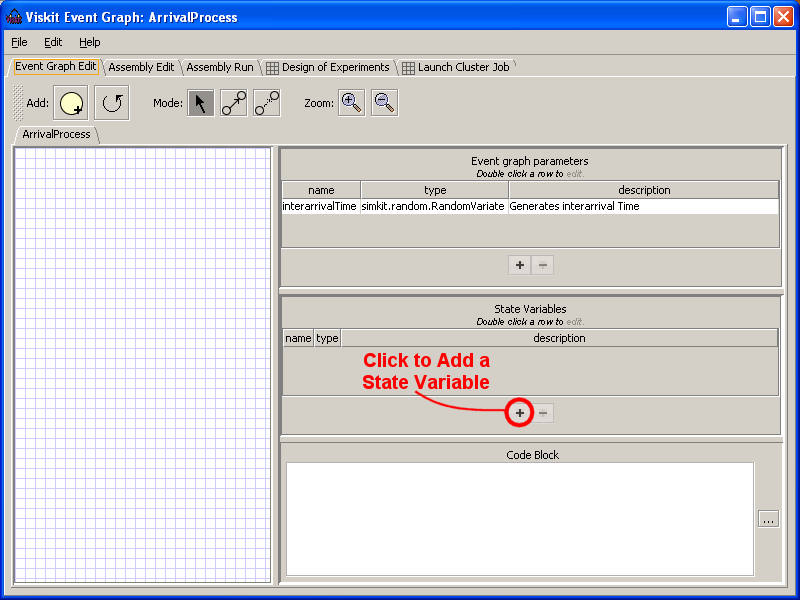 Viskit Event Graph: ArrivalProcess
File Edit Help
Event Graph Edit Assembly Edit Assembly Run Design of Experiments Launch Cluster Job
Add: Mode: Zoom:
ArrivalProcess
Event graph parameters
Double click a row to edit.
name type description
interarrivalTime simkit.random.RandomVariate Generates interarrival Time
+ −
State Variables
Double click a row to edit.
name type description
Click to Add a
State Variable
+ −
Code Block
...